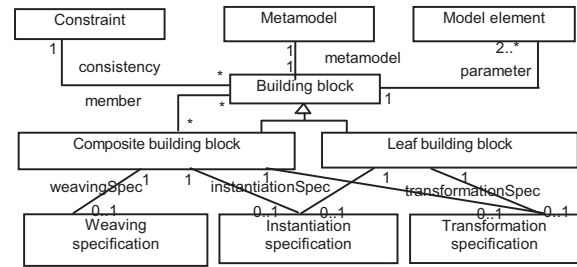 Constraint
Metamodel
Model element
1
1
2..*
consistency
1
metamodel
parameter
*
Building block
1
member
*
*
Composite building block
Leaf building block
weavingSpec
1
1
instantiationSpec
1
1
1
transformationSpec
0..1
0..1
0..1
0..1
0..1
Weaving
specification
Instantiation
specification
Transformation
specification